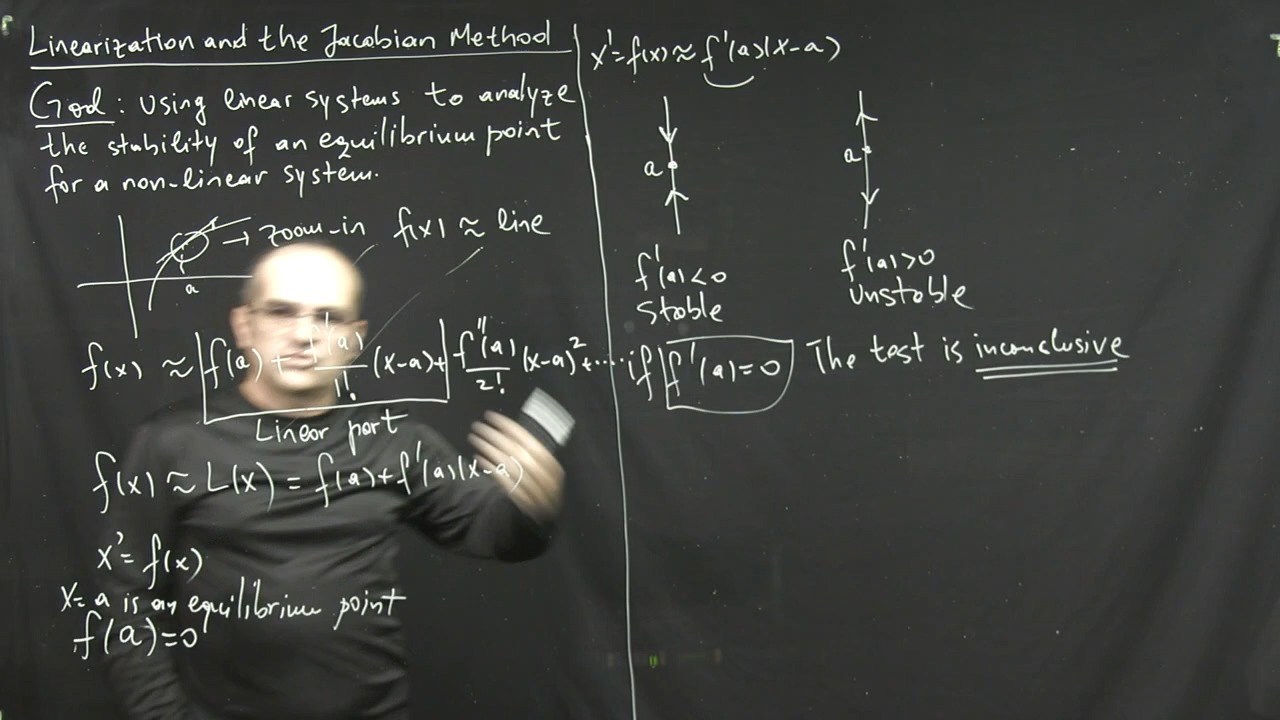 Linearization and the Jacobian Method
Goal: Using linear systems to analyze
the stability of an equilibrium point
for a non-linear system.
→ zoom-in f(x) ≈ line
a
f(x) ≈ f(a) + f'(a)/1! (x-a) + f''(a)/2! (x-a)² + ....
Linear part
f(x) ≈ L(x) = f(a) + f'(a)(x-a)
x' = f(x)
x = a is an equilibrium point
f(a) = 0
x' = f(x) ≈ f'(a)(x-a)
a a
f'(a) < 0 f'(a) > 0
stable Unstable
if f'(a) = 0 The test is inconclusive